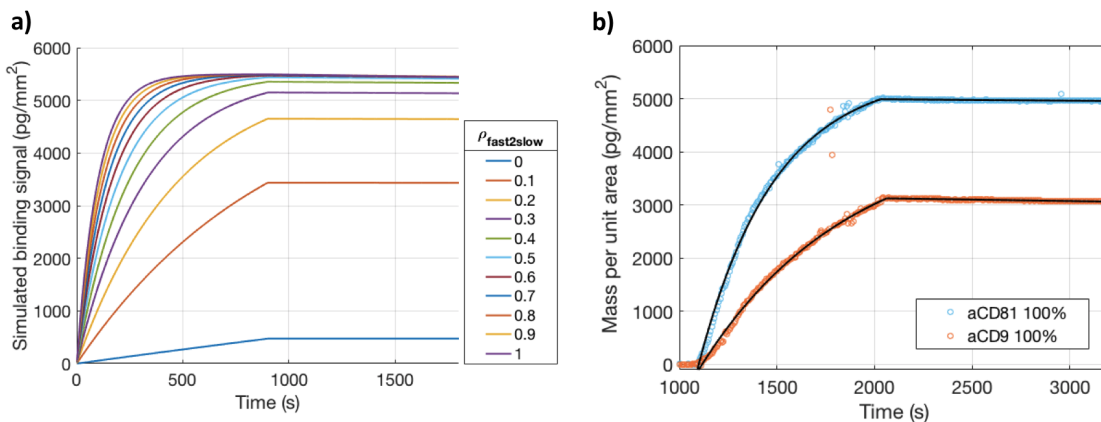 a)
Simulated binding signal (pg/mm²)
6000
5000
4000
3000
2000
1000
0
0 500 1000 1500
Time (s)
ρfast2slow
0
0.1
0.2
0.3
0.4
0.5
0.6
0.7
0.8
0.9
1
b)
Mass per unit area (pg/mm²)
6000
5000
4000
3000
2000
1000
0
1000 1500 2000 2500 3000
Time (s)
aCD81 100%
aCD9 100%